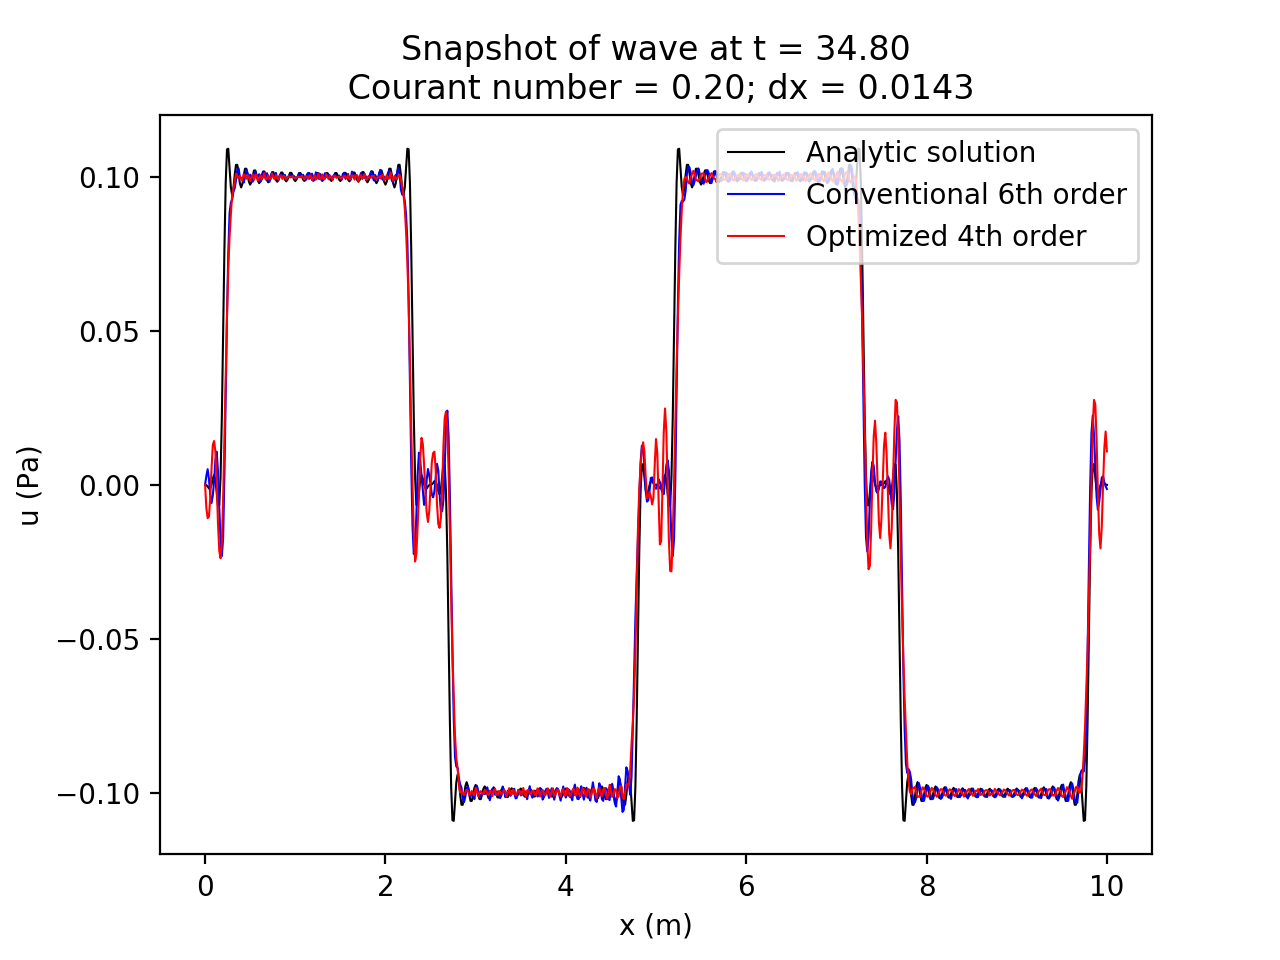 Snapshot of wave at t = 34.80
Courant number = 0.20; dx = 0.0143
Analytic solution
Conventional 6th order
Optimized 4th order
0.10
0.05
0.00
−0.05
−0.10
u (Pa)
0 2 4 6 8 10
x (m)